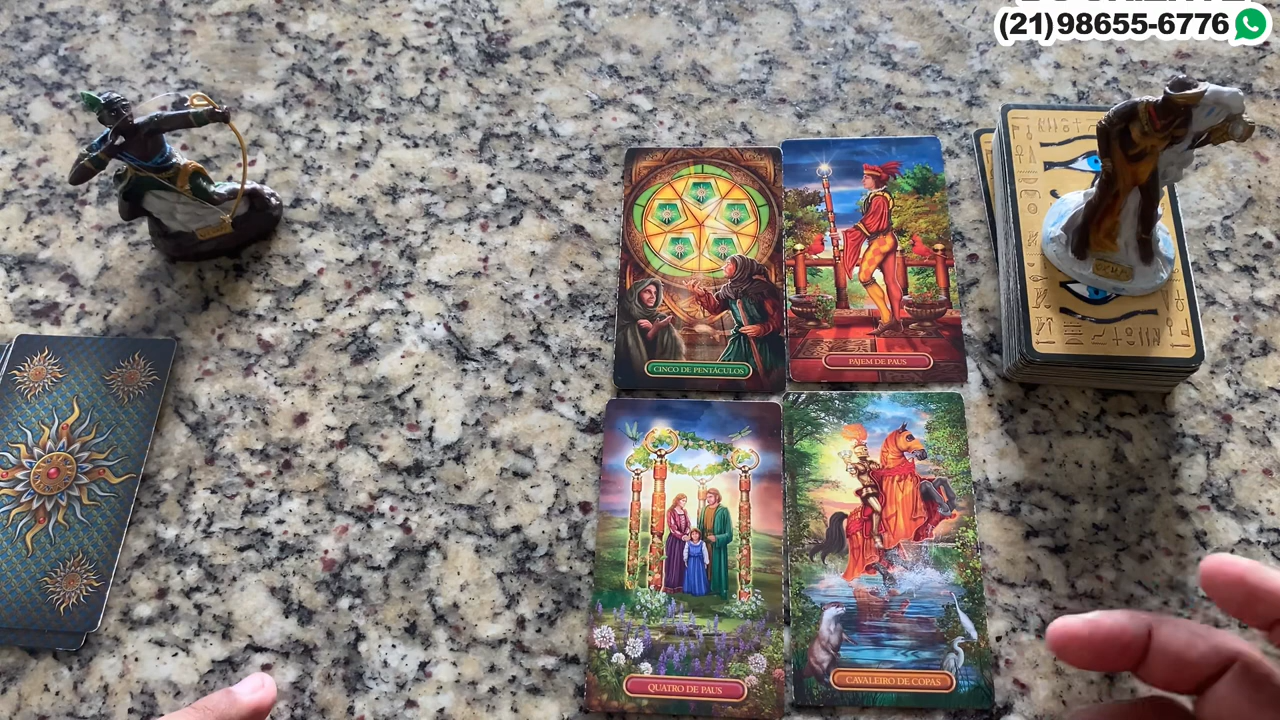 (21)98655-6776
CINCO DE PENTÁCULOS
PAJEM DE PAUS
QUATRO DE PAUS
CAVALEIRO DE COPAS